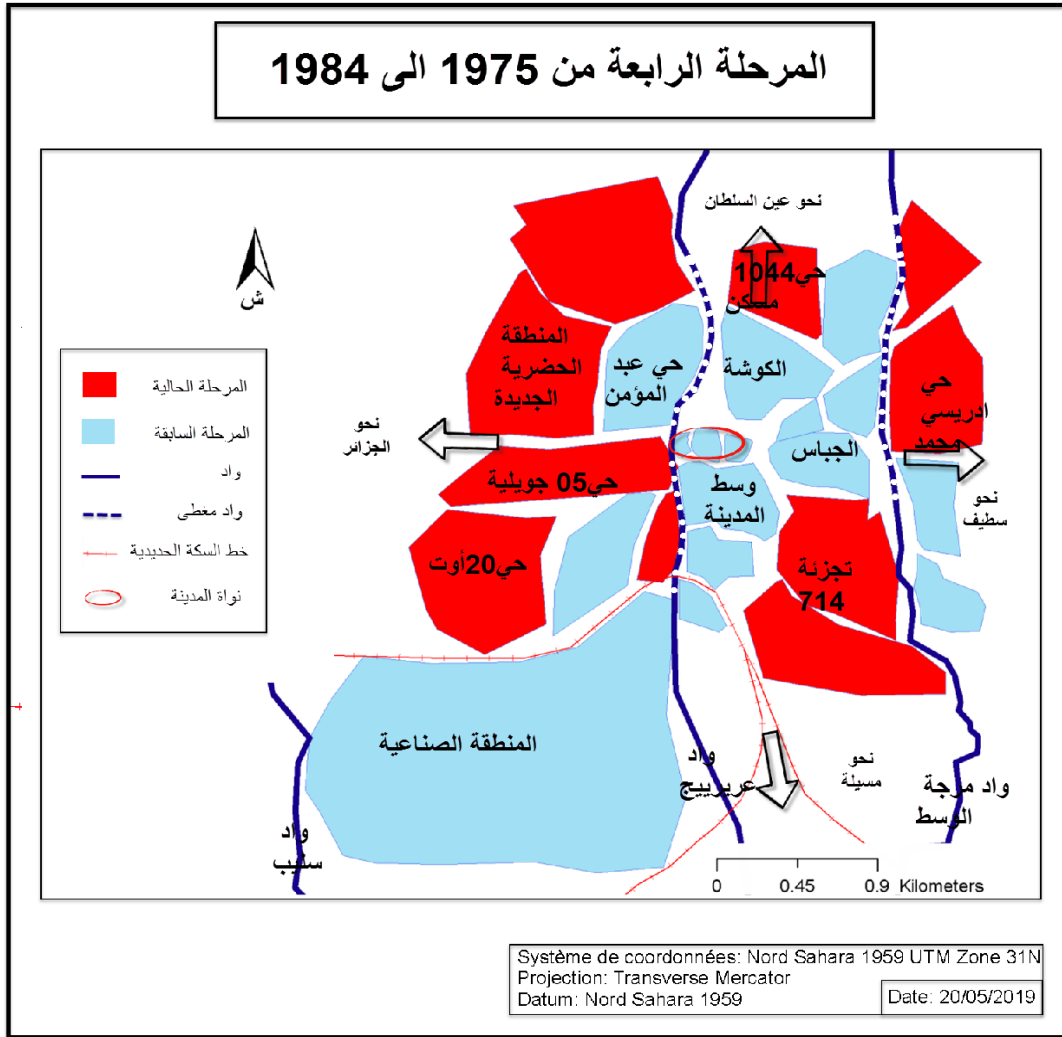 المرحلة الرابعة من 1975 الى 1984
نحو عين السلطان
ش
حي1044
مسكن
المنطقة
الحضرية
الجديدة
حي عبد
المؤمن
الكوشة
حي
ادريسي
محمد
نحو
الجزائر
الجباس
نحو
سطيف
حي05 جويلية
وسط
المدينة
حي20أوت
تجزئة
714
المنطقة الصناعية
واد
عريرييج
نحو
مسيلة
واد مرجة
الوسط
واد
سليب
المرحلة الحالية
المرحلة السابقة
واد
واد مغطى
خط السكة الحديدية
نواة المدينة
0 0.45 0.9 Kilometers
Système de coordonnées: Nord Sahara 1959 UTM Zone 31N
Projection: Transverse Mercator
Datum: Nord Sahara 1959
Date: 20/05/2019